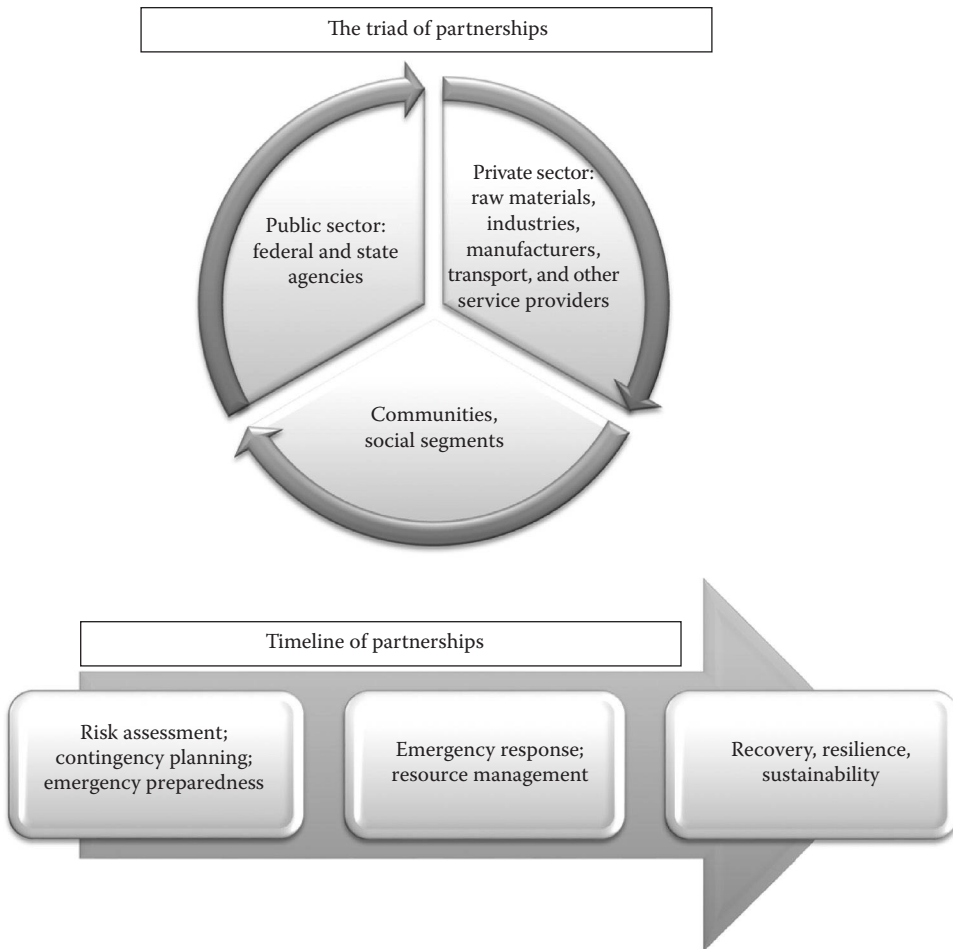 The triad of partnerships
Public sector:
federal and state
agencies
Private sector:
raw materials,
industries,
manufacturers,
transport, and other
service providers
Communities,
social segments
Timeline of partnerships
Risk assessment;
contingency planning;
emergency preparedness
Emergency response;
resource management
Recovery, resilience,
sustainability